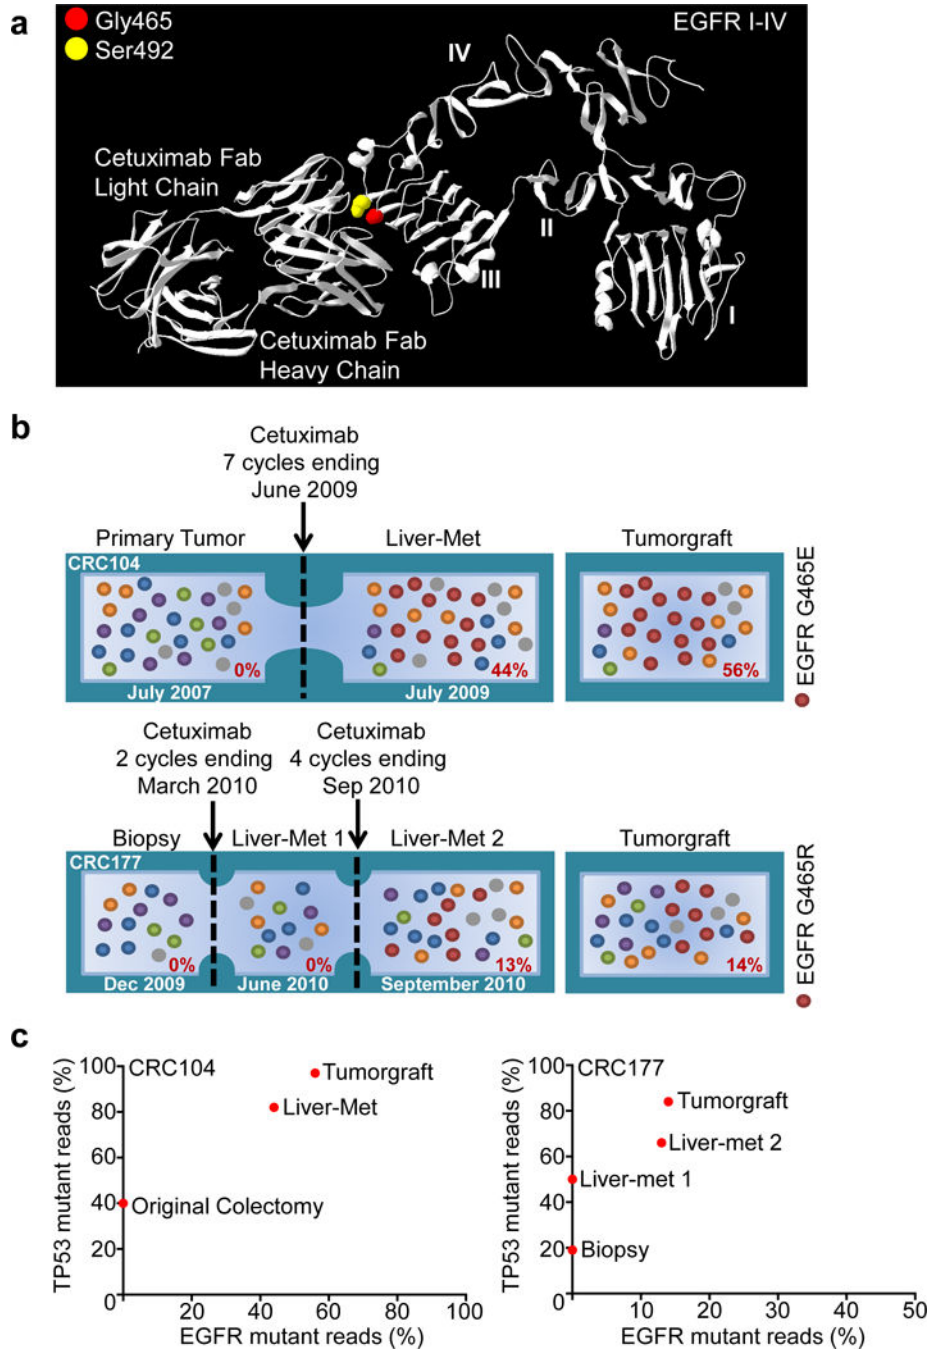 a
Gly465
Ser492
EGFR I-IV
IV
Cetuximab Fab
Light Chain
II
III
I
Cetuximab Fab
Heavy Chain
b
Cetuximab
7 cycles ending
June 2009
Primary Tumor
Liver-Met
Tumorgraft
CRC104
0%
44%
56%
July 2007
July 2009
EGFR G465E
Cetuximab
2 cycles ending
March 2010
Cetuximab
4 cycles ending
Sep 2010
Biopsy
Liver-Met 1
Liver-Met 2
Tumorgraft
CRC177
0%
0%
13%
14%
Dec 2009
June 2010
September 2010
EGFR G465R
c
TP53 mutant reads (%)
100
80
60
40
20
0
CRC104
Tumorgraft
Liver-Met
Original Colectomy
0
20
40
60
80
100
EGFR mutant reads (%)
TP53 mutant reads (%)
100
80
60
40
20
0
CRC177
Tumorgraft
Liver-met 2
Liver-met 1
Biopsy
10
20
30
40
50
EGFR mutant reads (%)